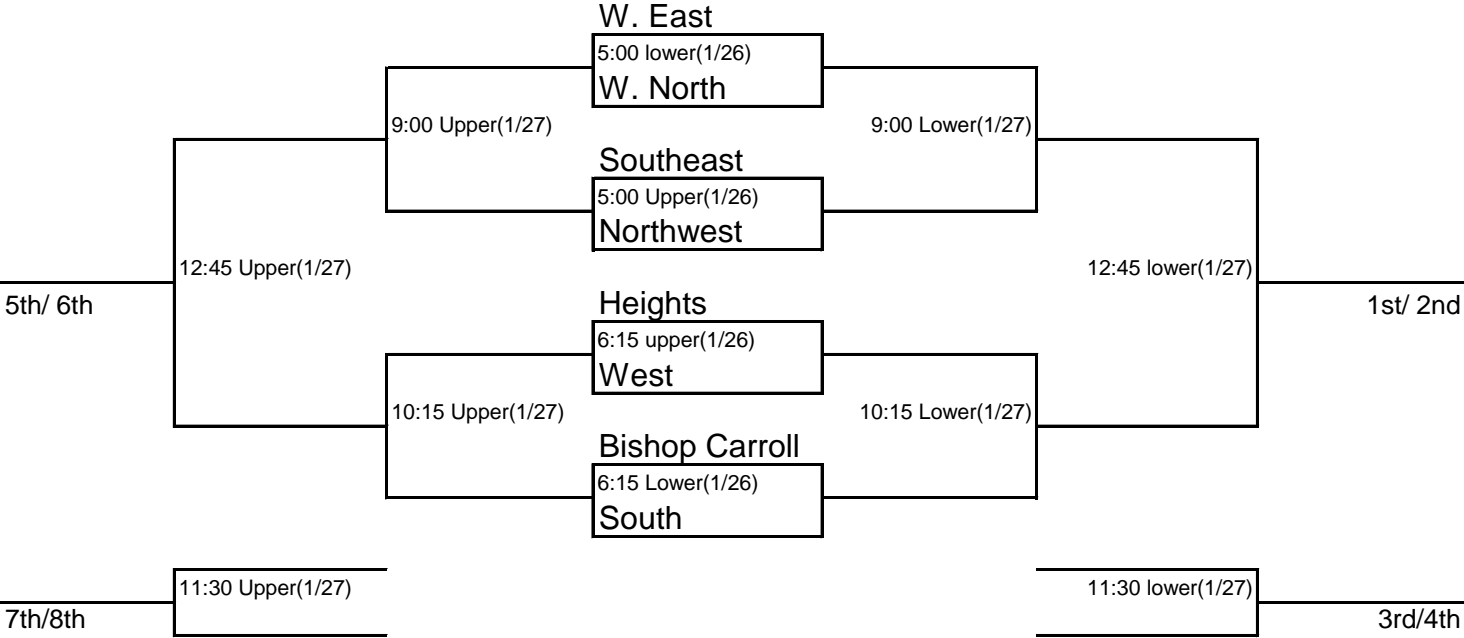 W. East
5:00 lower(1/26)
W. North
9:00 Upper(1/27)
9:00 Lower(1/27)
Southeast
5:00 Upper(1/26)
Northwest
12:45 Upper(1/27)
12:45 lower(1/27)
5th/ 6th
Heights
1st/ 2nd
6:15 upper(1/26)
West
10:15 Upper(1/27)
10:15 Lower(1/27)
Bishop Carroll
6:15 Lower(1/26)
South
11:30 Upper(1/27)
11:30 lower(1/27)
7th/8th
3rd/4th